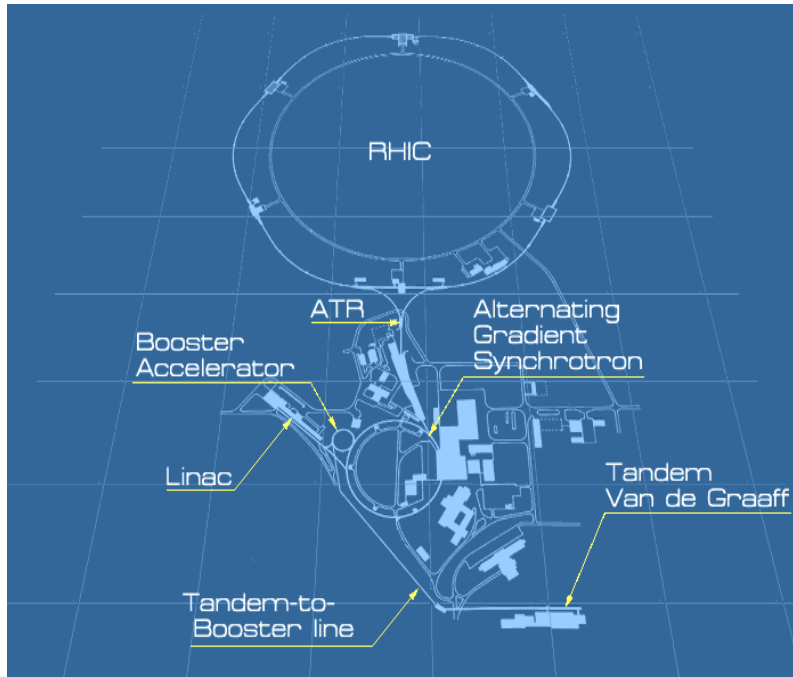 RHIC
ATR
Alternating
Gradient
Synchrotron
Booster
Accelerator
Linac
Tandem
Van de Graaff
Tandem-to-
Booster line